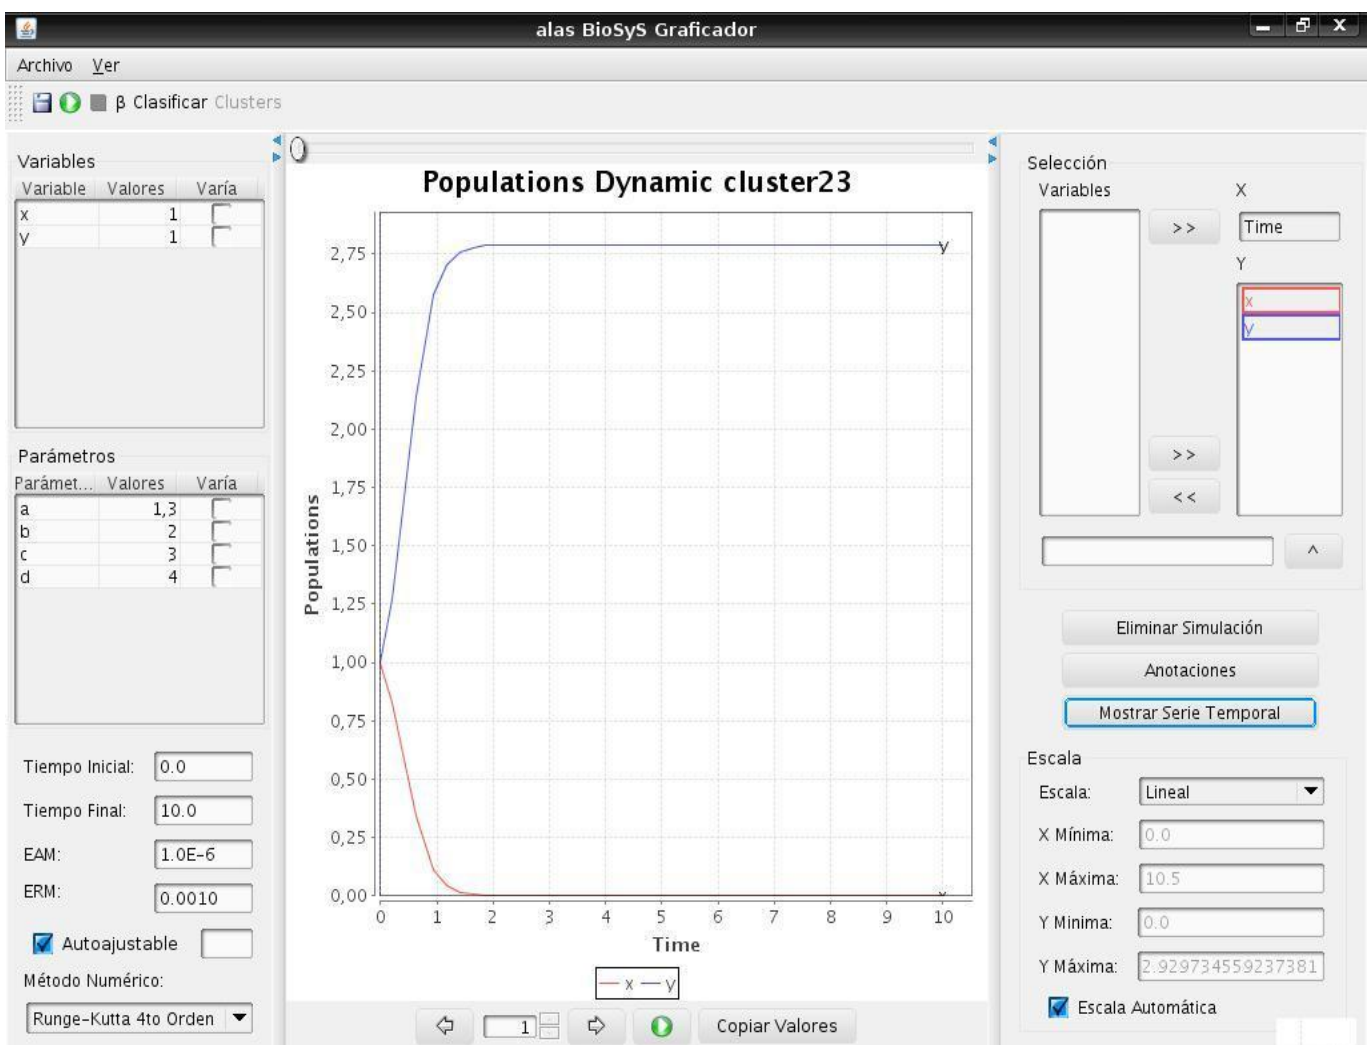 alas BioSyS Graficador
Archivo Ver
β Clasificar Clusters
Variables
Variable Valores Varía
x 1
y 1
Parámetros
Parámet... Valores Varía
a 1,3
b 2
c 3
d 4
Tiempo Inicial: 0.0
Tiempo Final: 10.0
EAM: 1.0E-6
ERM: 0.0010
Autoajustable
Método Numérico:
Runge-Kutta 4to Orden
Populations Dynamic cluster23
Populations
2,75
2,50
2,25
2,00
1,75
1,50
1,25
1,00
0,75
0,50
0,25
0,00
y
x
0 1 2 3 4 5 6 7 8 9 10
Time
x y
1
Copiar Valores
Selección
Variables X
>> Time
Y
x
y
>>
<<
^
Eliminar Simulación
Anotaciones
Mostrar Serie Temporal
Escala
Escala: Lineal
X Mínima: 0.0
X Máxima: 10.5
Y Minima: 0.0
Y Máxima: 2.929734559237381
Escala Automática